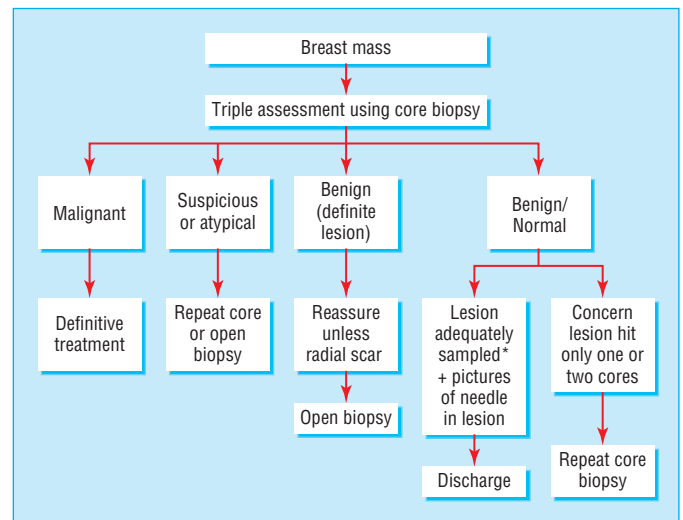 Breast mass
Triple assessment using core biopsy
Malignant
Suspicious
or atypical
Benign
(definite
lesion)
Benign/
Normal
Definitive
treatment
Repeat core
or open
biopsy
Reassure
unless
radial scar
Lesion
adequately
sampled*
+ pictures
of needle
in lesion
Concern
lesion hit
only one or
two cores
Open biopsy
Discharge
Repeat core
biopsy